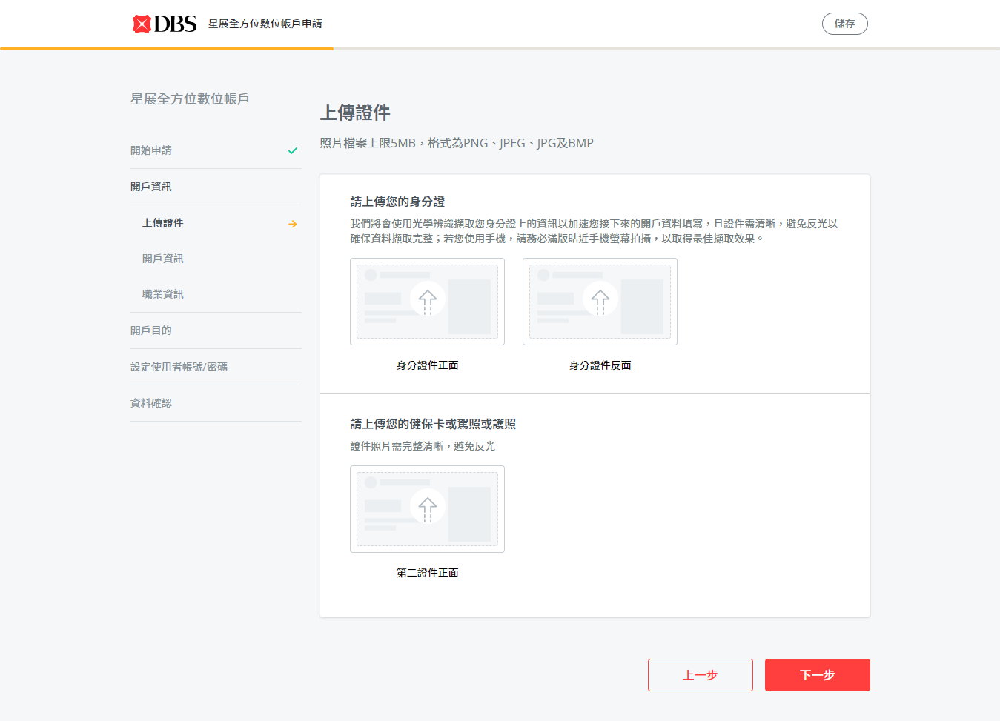 DBS 星展全方位數位帳戶申請
儲存
星展全方位數位帳戶
開始申請
開戶資訊
上傳證件
開戶資訊
職業資訊
開戶目的
設定使用者帳號/密碼
資料確認
上傳證件
照片檔案上限5MB，格式為PNG、JPEG、JPG及BMP
請上傳您的身分證
我們將會使用光學辨識擷取您身分證上的資訊以加速您接下來的開戶資料填寫，且證件需清晰，避免反光以
確保資料擷取完整；若您使用手機，請務必滿版貼近手機螢幕拍攝，以取得最佳擷取效果。
身分證件正面
身分證件反面
請上傳您的健保卡或駕照或護照
證件照片需完整清晰，避免反光
第二證件正面
上一步
下一步